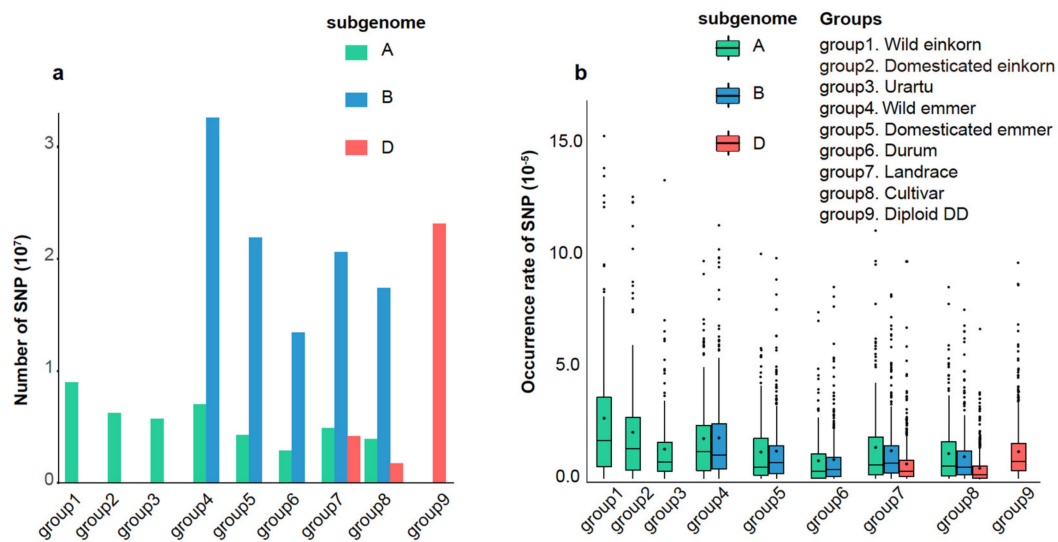 subgenome
A
B
D
a
Number of SNP (10⁷)
3
2
1
0
group1
group2
group3
group4
group5
group6
group7
group8
group9
subgenome
A
B
D
b
Groups
group1. Wild einkorn
group2. Domesticated einkorn
group3. Urartu
group4. Wild emmer
group5. Domesticated emmer
group6. Durum
group7. Landrace
group8. Cultivar
group9. Diploid DD
Occurrence rate of SNP (10⁻⁵)
15.0
10.0
5.0
0.0
group1
group2
group3
group4
group5
group6
group7
group8
group9